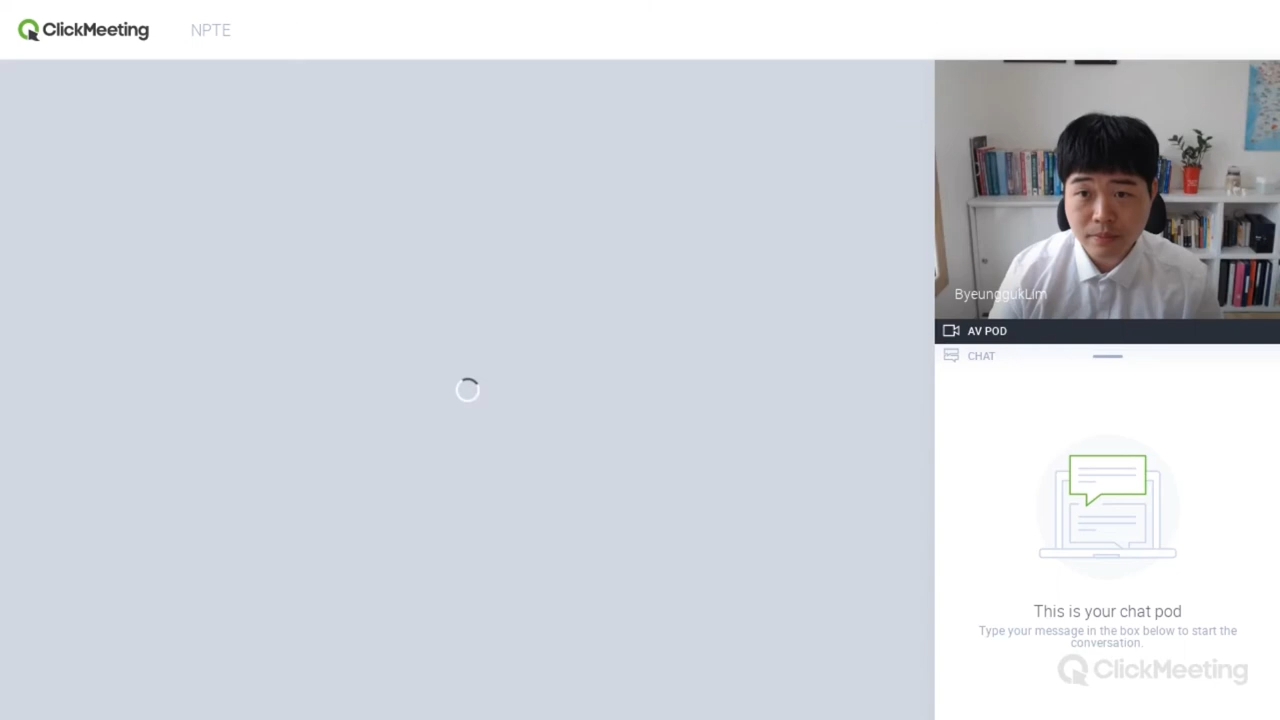 ClickMeeting NPTE
ByeunggukLim
AV POD
CHAT
This is your chat pod
Type your message in the box below to start the
conversation.
ClickMeeting